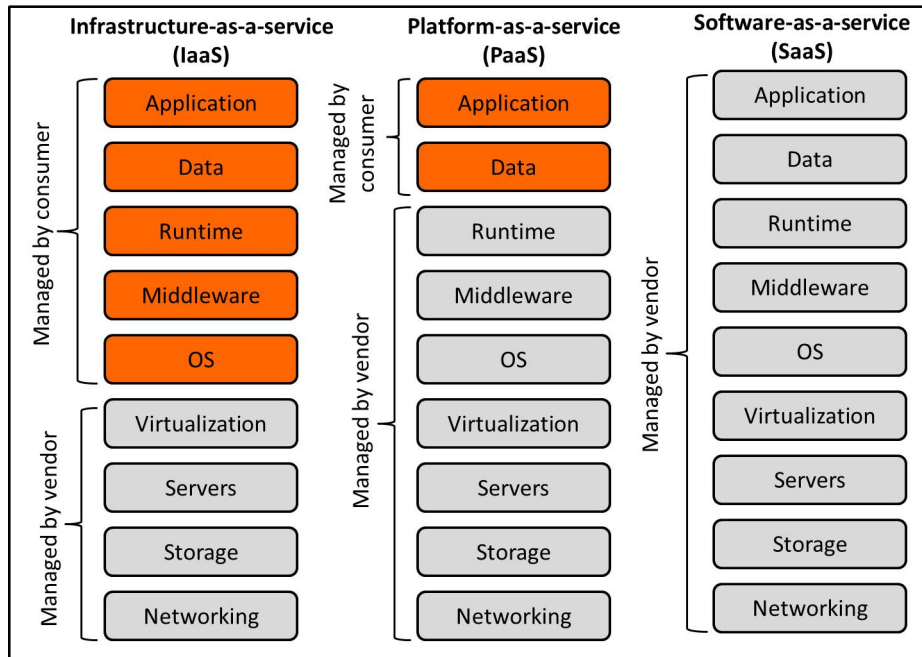 Infrastructure-as-a-service
(IaaS)
Managed by consumer
Application
Data
Runtime
Middleware
OS
Managed by vendor
Virtualization
Servers
Storage
Networking
Platform-as-a-service
(PaaS)
Managed by
consumer
Application
Data
Managed by vendor
Runtime
Middleware
OS
Virtualization
Servers
Storage
Networking
Software-as-a-service
(SaaS)
Managed by vendor
Application
Data
Runtime
Middleware
OS
Virtualization
Servers
Storage
Networking